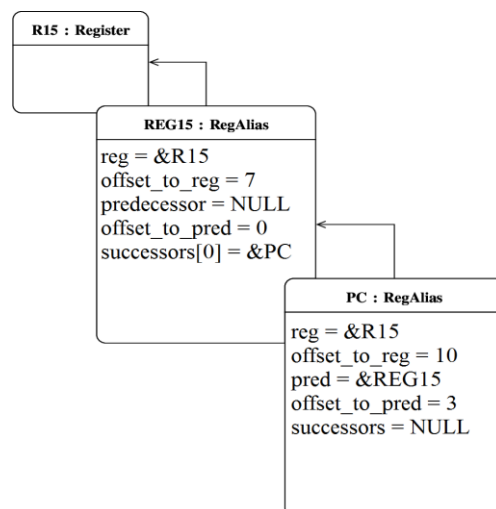 R15 : Register
REG15 : RegAlias
reg = &R15
offset_to_reg = 7
predecessor = NULL
offset_to_pred = 0
successors[0] = &PC
PC : RegAlias
reg = &R15
offset_to_reg = 10
pred = &REG15
offset_to_pred = 3
successors = NULL